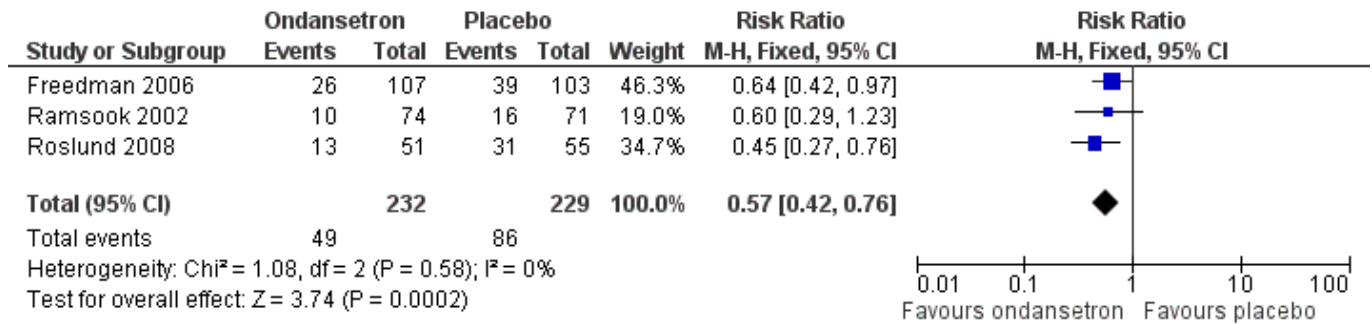 Ondansetron Placebo Risk Ratio Risk Ratio
Study or Subgroup Events Total Events Total Weight M-H, Fixed, 95% CI M-H, Fixed, 95% CI
Freedman 2006 26 107 39 103 46.3% 0.64 [0.42, 0.97]
Ramsook 2002 10 74 16 71 19.0% 0.60 [0.29, 1.23]
Roslund 2008 13 51 31 55 34.7% 0.45 [0.27, 0.76]
Total (95% CI) 232 229 100.0% 0.57 [0.42, 0.76]
Total events 49 86
Heterogeneity: Chi² = 1.08, df = 2 (P = 0.58); I² = 0%
Test for overall effect: Z = 3.74 (P = 0.0002)
0.01 0.1 1 10 100
Favours ondansetron Favours placebo